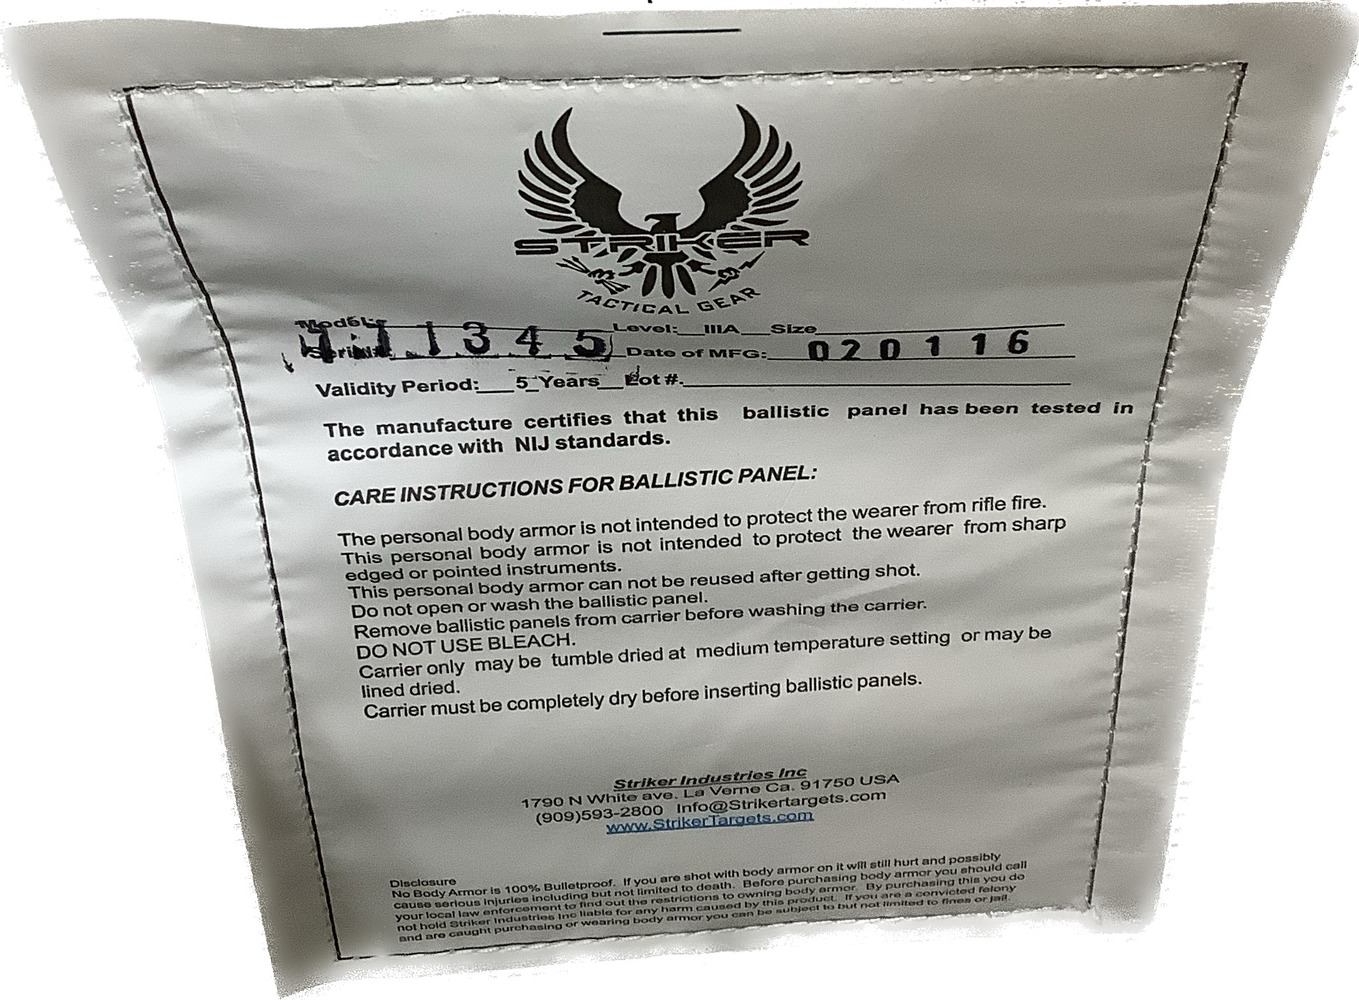 STRIKER
TACTICAL GEAR
Model: Level: IIIA Size
Serial 1 1 3 4 5 Date of MFG: 020116
Validity Period: 5 Years Lot #.
The manufacture certifies that this ballistic panel has been tested in
accordance with NIJ standards.
CARE INSTRUCTIONS FOR BALLISTIC PANEL:
The personal body armor is not intended to protect the wearer from rifle fire.
This personal body armor is not intended to protect the wearer from sharp
edged or pointed instruments.
This personal body armor can not be reused after getting shot.
Do not open or wash the ballistic panel.
Remove ballistic panels from carrier before washing the carrier.
DO NOT USE BLEACH.
Carrier only may be tumble dried at medium temperature setting or may be
lined dried.
Carrier must be completely dry before inserting ballistic panels.
Striker Industries Inc
1790 N White ave. La Verne Ca. 91750 USA
(909)593-2800 Info@Strikertargets.com
www.StrikerTargets.com
Disclosure
No Body Armor is 100% Bulletproof. If you are shot with body armor on it will still hurt and possibly
cause serious injuries including but not limited to death. Before purchasing body armor you should call
your local law enforcement to find out the restrictions to owning body armor. By purchasing this you do
not hold Striker Industries Inc liable for any harm caused by this product. If you are a convicted felony
and are caught purchasing or wearing body armor you can be subject to but not limited to fines or jail.